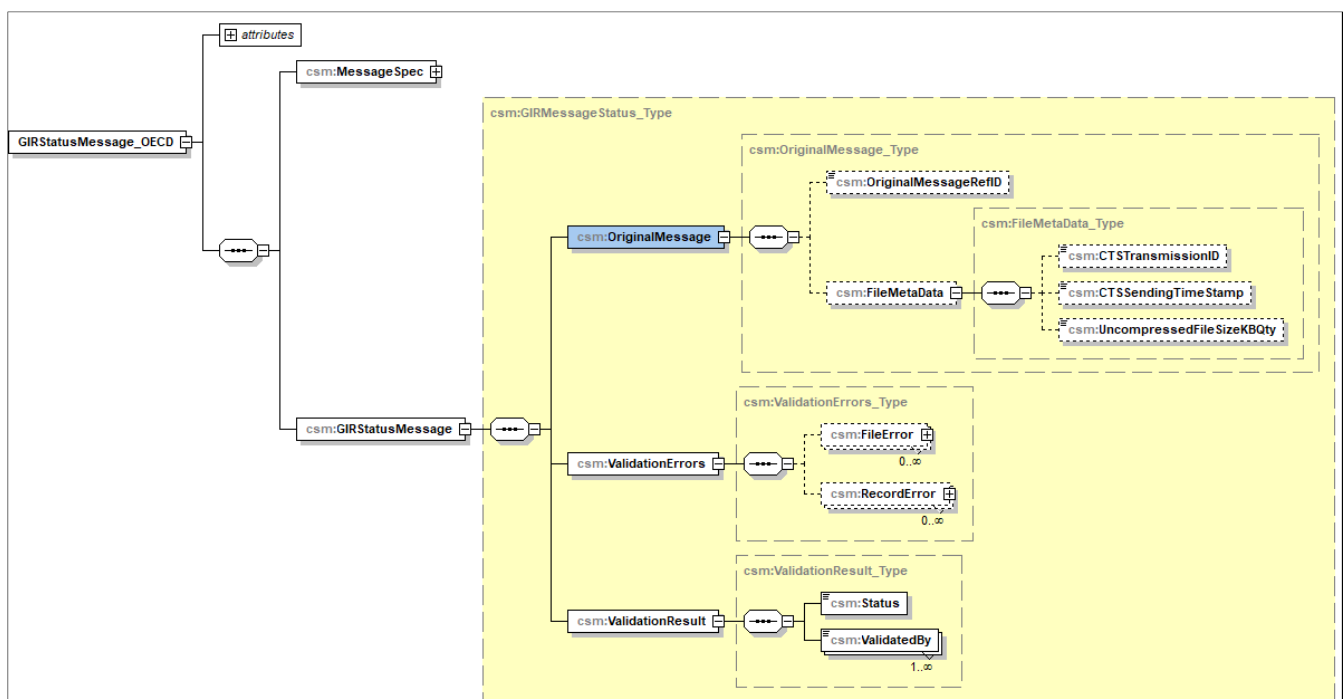 attributes
csm:MessageSpec
csm:GIRMessageStatus_Type
GIRStatusMessage_OECD
csm:OriginalMessage_Type
csm:OriginalMessageRefID
csm:FileMetaData_Type
csm:OriginalMessage
csm:CTSTransmissionID
csm:FileMetaData
csm:CTSSendingTimeStamp
csm:UncompressedFileSizeKBQty
csm:ValidationErrors_Type
csm:GIRStatusMessage
csm:FileError
0..∞
csm:ValidationErrors
csm:RecordError
0..∞
csm:ValidationResult_Type
csm:Status
csm:ValidationResult
csm:ValidatedBy
1..∞